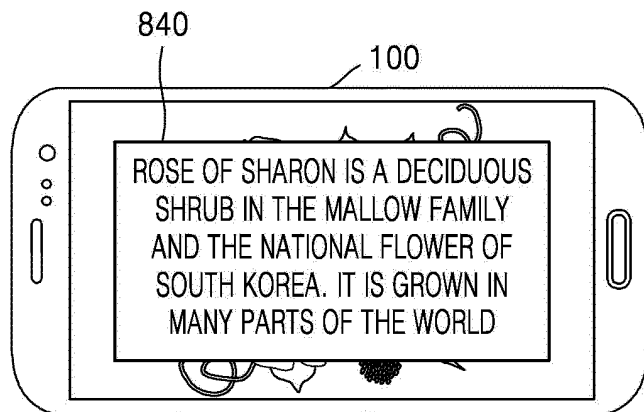 840
100
ROSE OF SHARON IS A DECIDUOUS
SHRUB IN THE MALLOW FAMILY
AND THE NATIONAL FLOWER OF
SOUTH KOREA. IT IS GROWN IN
MANY PARTS OF THE WORLD